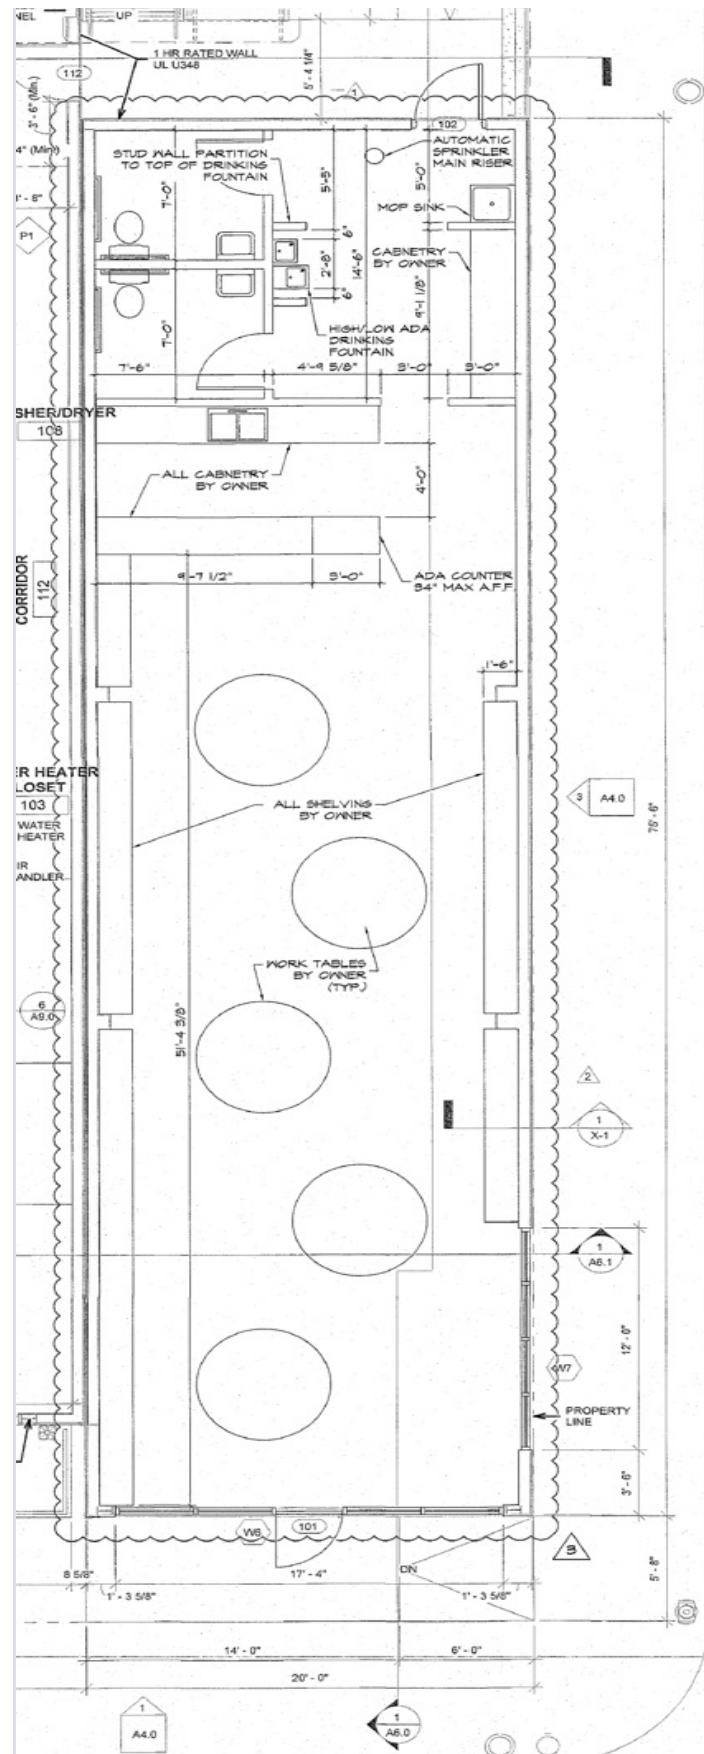 NEL
UP
1 HR RATED WALL
UL U348
112
3' - 6" (Min.)
5' - 4 1/4"
1
102
STUD WALL PARTITION
TO TOP OF DRINKING
FOUNTAIN
AUTOMATIC
SPRINKLER
MAIN RISER
MOP SINK
CABNETRY
BY OWNER
P1
7'-0"
5'-5"
5'-0"
6"
2'-8"
14'-6"
6"
9'-1 1/8"
7'-0"
HIGH/LOW ADA
DRINKING
FOUNTAIN
7'-6"
4'-9 5/8"
3'-0"
3'-0"
SHER/DRYER
108
ALL CABNETRY
BY OWNER
4'-0"
CORRIDOR
112
9'-7 1/2"
3'-0"
ADA COUNTER
34" MAX A.F.F.
1'-6"
ER HEATER
LOSET
103
WATER
HEATER
IR
ANDLER
ALL SHELVING
BY OWNER
3
A4.0
75' - 6"
WORK TABLES
BY OWNER
(TYP.)
6
A9.0
51'-4 3/8"
2
1
X-1
1
A6.1
12' - 0"
W7
PROPERTY
LINE
3' - 6"
W6
101
3
DN
5' - 8"
8 5/8"
17' - 4"
1' - 3 5/8"
1' - 3 5/8"
14' - 0"
6' - 0"
20' - 0"
1
A4.0
1
A6.0